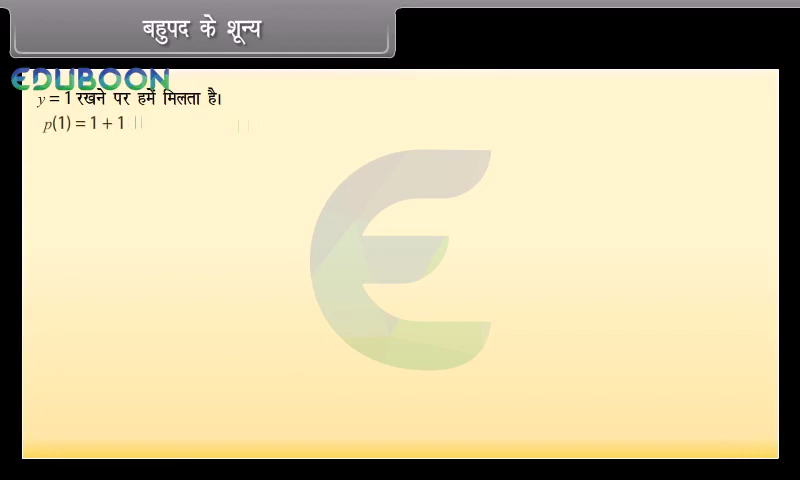 बहुपद के शून्य
EDUBOON
y = 1 रखने पर हमें मिलता है।
p(1) = 1 + 1